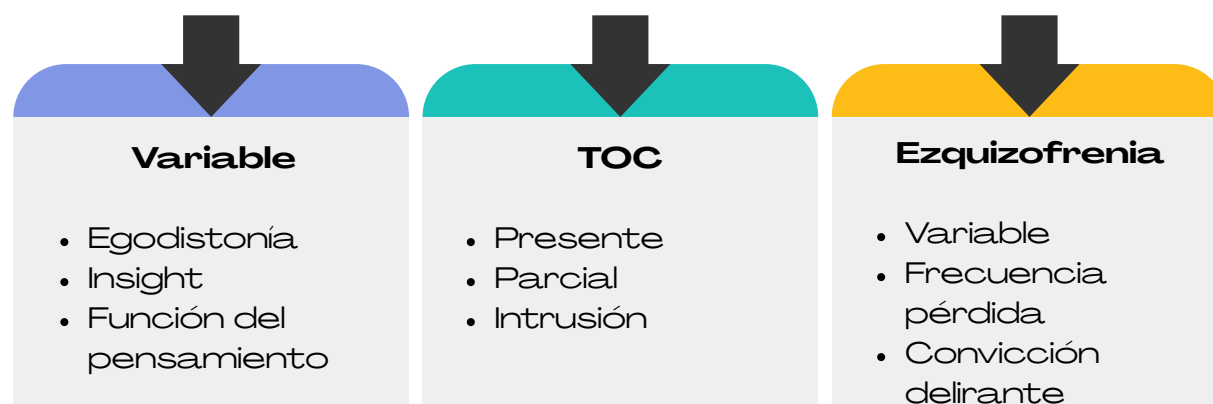 Variable
• Egodistonía
• Insight
• Función del
pensamiento
TOC
• Presente
• Parcial
• Intrusión
Ezquizofrenia
• Variable
• Frecuencia
pérdida
• Convicción
delirante